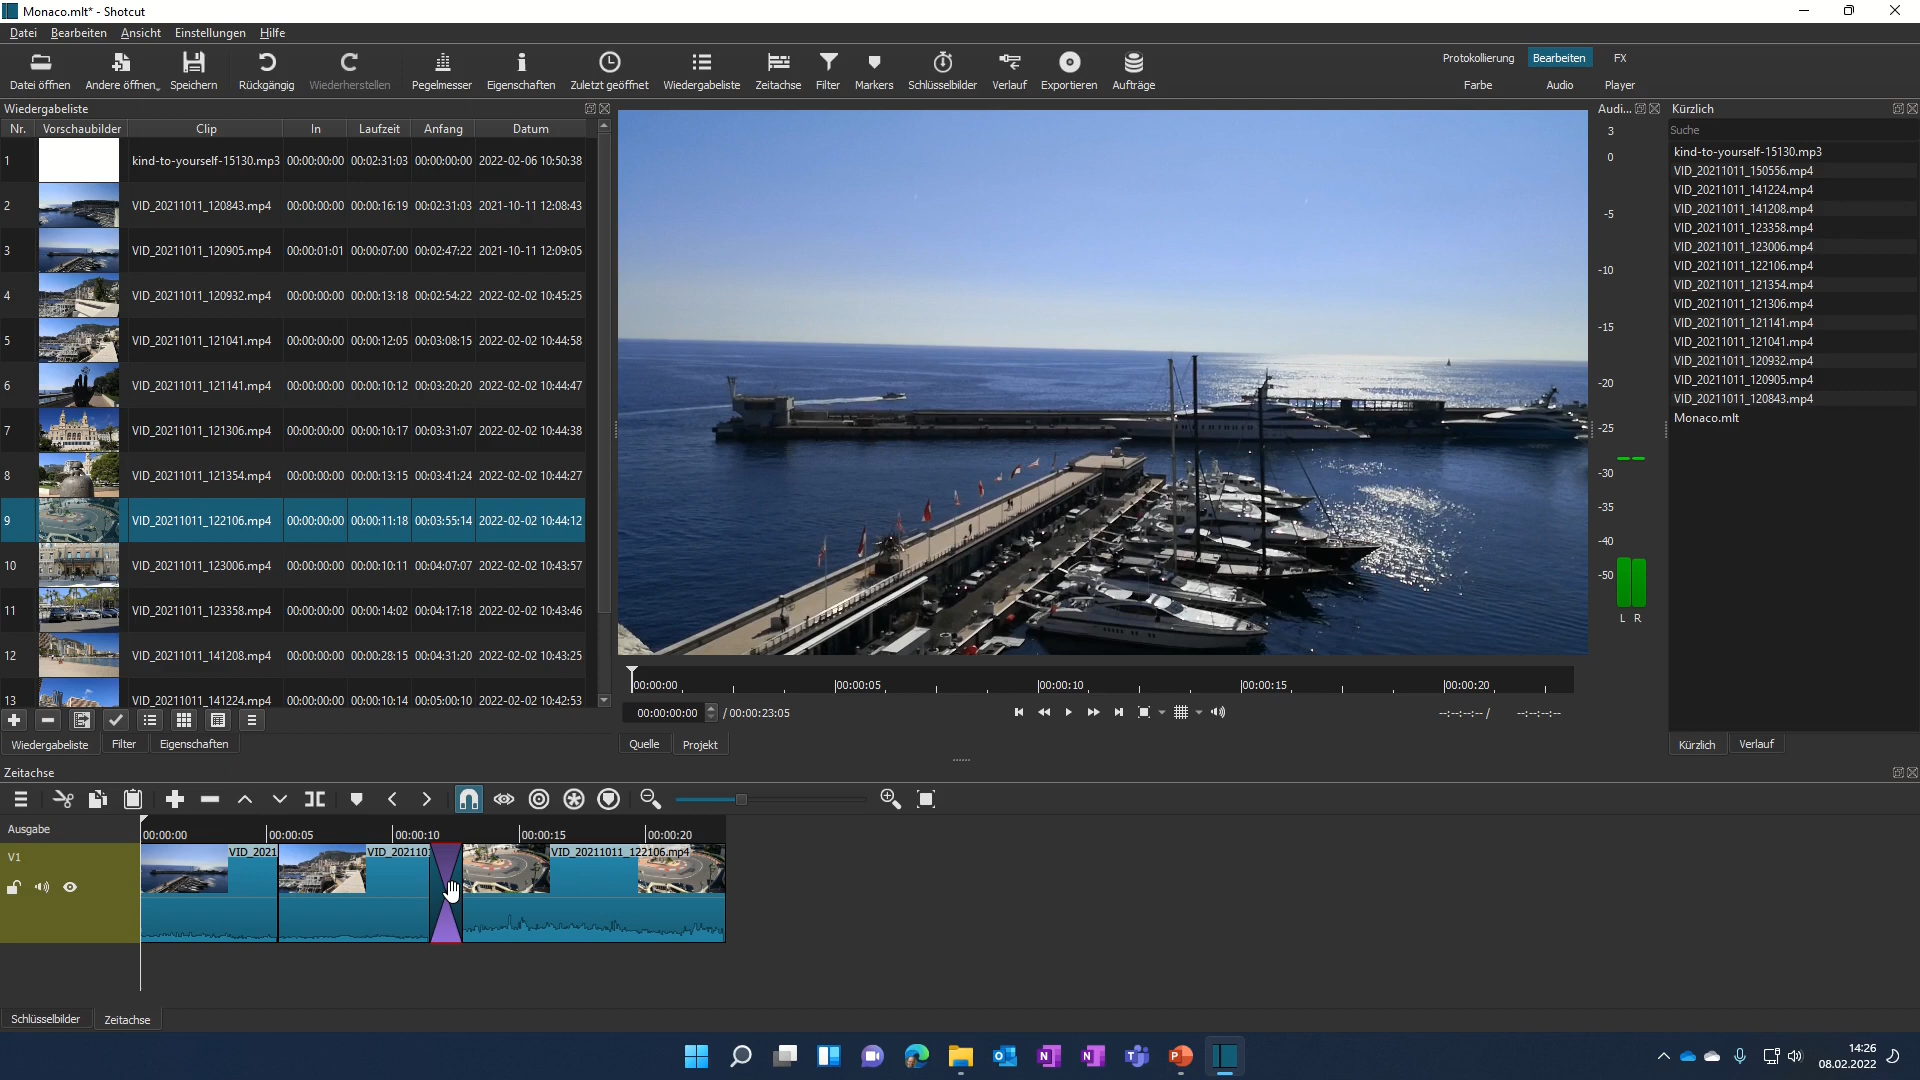 Monaco.mlt* - Shotcut
Datei Bearbeiten Ansicht Einstellungen Hilfe
Datei öffnen Andere öffnen... Speichern Rückgängig Wiederherstellen Pegelmesser Eigenschaften Zuletzt geöffnet Wiedergabeliste Zeitachse Filter Markers Schlüsselbilder Verlauf Exportieren Aufträge
Protokollierung Bearbeiten FX
Farbe Audio Player
Wiedergabeliste
Nr. Vorschaubilder Clip In Laufzeit Anfang Datum
1 kind-to-yourself-15130.mp3 00:00:00:00 00:02:31:03 00:00:00:00 2022-02-06 10:50:38
2 VID_20211011_120843.mp4 00:00:00:00 00:00:16:19 00:02:31:03 2021-10-11 12:08:43
3 VID_20211011_120905.mp4 00:00:01:01 00:00:07:00 00:02:47:22 2021-10-11 12:09:05
4 VID_20211011_120932.mp4 00:00:00:00 00:00:13:18 00:02:54:22 2022-02-02 10:45:25
5 VID_20211011_121041.mp4 00:00:00:00 00:00:12:05 00:03:08:15 2022-02-02 10:44:58
6 VID_20211011_121141.mp4 00:00:00:00 00:00:10:12 00:03:20:20 2022-02-02 10:44:47
7 VID_20211011_121306.mp4 00:00:00:00 00:00:10:17 00:03:31:07 2022-02-02 10:44:38
8 VID_20211011_121354.mp4 00:00:00:00 00:00:13:15 00:03:41:24 2022-02-02 10:44:27
9 VID_20211011_122106.mp4 00:00:00:00 00:00:11:18 00:03:55:14 2022-02-02 10:44:12
10 VID_20211011_123006.mp4 00:00:00:00 00:00:10:11 00:04:07:07 2022-02-02 10:43:57
11 VID_20211011_123358.mp4 00:00:00:00 00:00:14:02 00:04:17:18 2022-02-02 10:43:46
12 VID_20211011_141208.mp4 00:00:00:00 00:00:28:15 00:04:31:20 2022-02-02 10:43:25
13 VID_20211011_141224.mp4 00:00:00:00 00:00:10:14 00:05:00:10 2022-02-02 10:42:53
Wiedergabeliste Filter Eigenschaften
00:00:00 00:00:05 00:00:10 00:00:15 00:00:20
00:00:00:00 / 00:00:23:05 --:--:--:-- / --:--:--:--
Quelle Projekt
Audi...
3
0
-5
-10
-15
-20
-25
-30
-35
-40
-50
L R
Kürzlich
Suche
kind-to-yourself-15130.mp3
VID_20211011_150556.mp4
VID_20211011_141224.mp4
VID_20211011_141208.mp4
VID_20211011_123358.mp4
VID_20211011_123006.mp4
VID_20211011_122106.mp4
VID_20211011_121354.mp4
VID_20211011_121306.mp4
VID_20211011_121141.mp4
VID_20211011_121041.mp4
VID_20211011_120932.mp4
VID_20211011_120905.mp4
VID_20211011_120843.mp4
Monaco.mlt
Kürzlich Verlauf
Zeitachse
Ausgabe 00:00:00 00:00:05 00:00:10 00:00:15 00:00:20
V1 VID_2021 VID_202110 VID_20211011_122106.mp4
Schlüsselbilder Zeitachse
14:26
08.02.2022